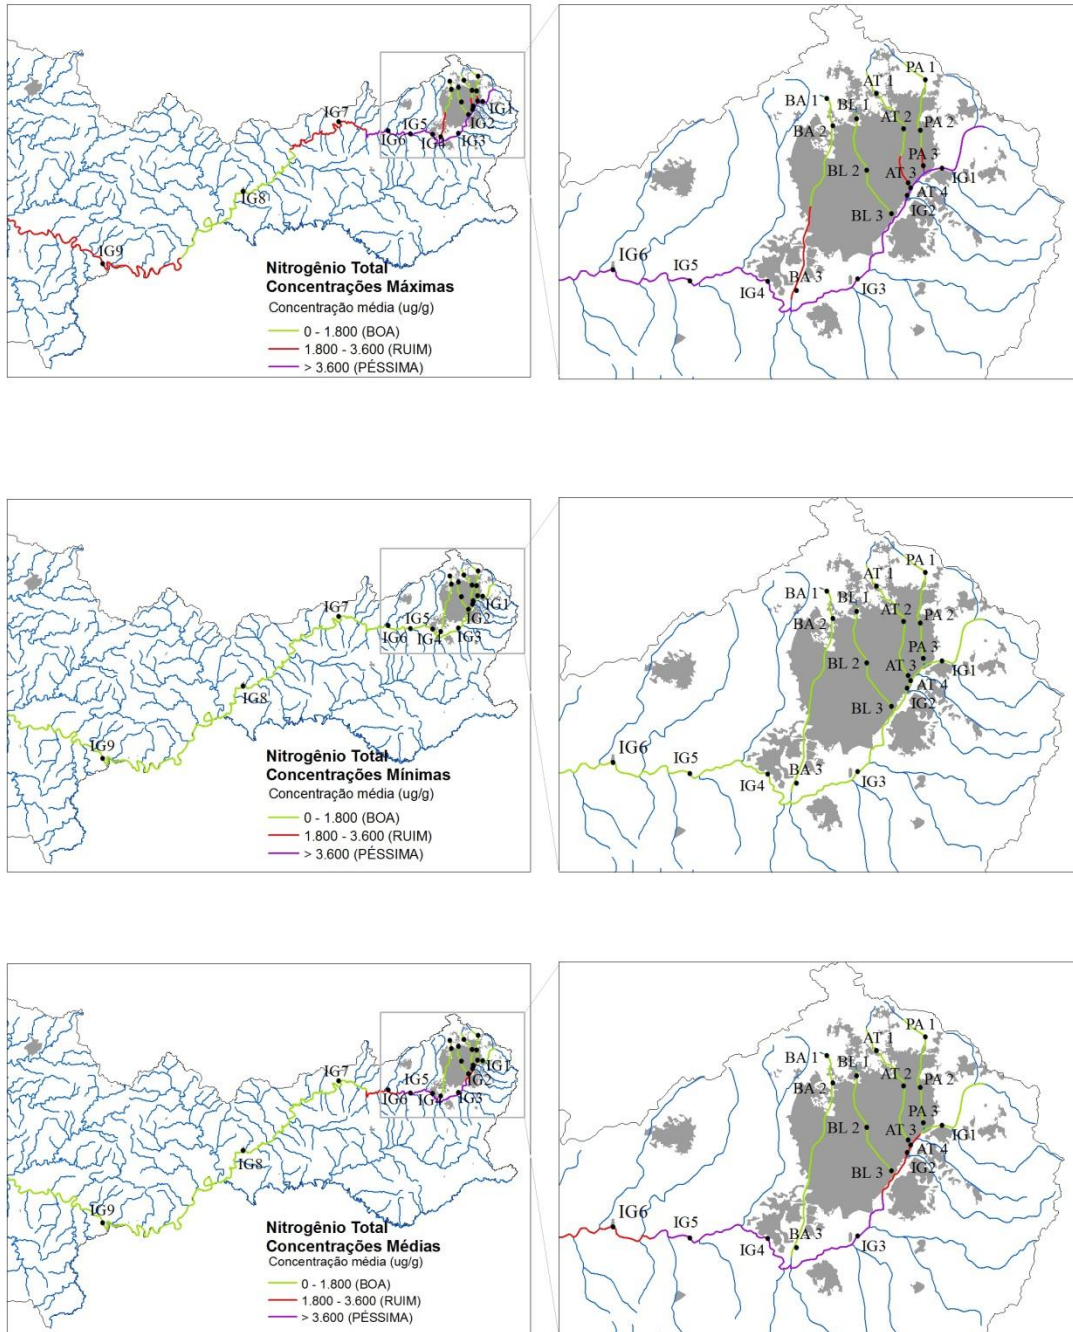 IG7
IG1
IG2
IG5
IG6
IG4
IG3
IG8
IG9
Nitrogênio Total
Concentrações Máximas
Concentração média (ug/g)
0 - 1.800 (BOA)
1.800 - 3.600 (RUIM)
> 3.600 (PÉSSIMA)
PA 1
AT 1
BA 1
BL 1
AT 2
PA 2
BA 2
PA 3
BL 2
AT 3
IG1
AT 4
IG2
BL 3
IG6
IG5
IG4
BA 3
IG3
IG7
IG1
IG2
IG5
IG6
IG4
IG3
IG8
IG9
Nitrogênio Total
Concentrações Mínimas
Concentração média (ug/g)
0 - 1.800 (BOA)
1.800 - 3.600 (RUIM)
> 3.600 (PÉSSIMA)
PA 1
AT 1
BA 1
BL 1
AT 2
PA 2
BA 2
PA 3
BL 2
AT 3
IG1
AT 4
IG2
BL 3
IG6
IG5
IG4
BA 3
IG3
IG7
IG1
IG2
IG5
IG6
IG4
IG3
IG8
IG9
Nitrogênio Total
Concentrações Médias
Concentração média (ug/g)
0 - 1.800 (BOA)
1.800 - 3.600 (RUIM)
> 3.600 (PÉSSIMA)
PA 1
AT 1
BA 1
BL 1
AT 2
PA 2
BA 2
PA 3
BL 2
AT 3
IG1
AT 4
IG2
BL 3
IG6
IG5
IG4
BA 3
IG3